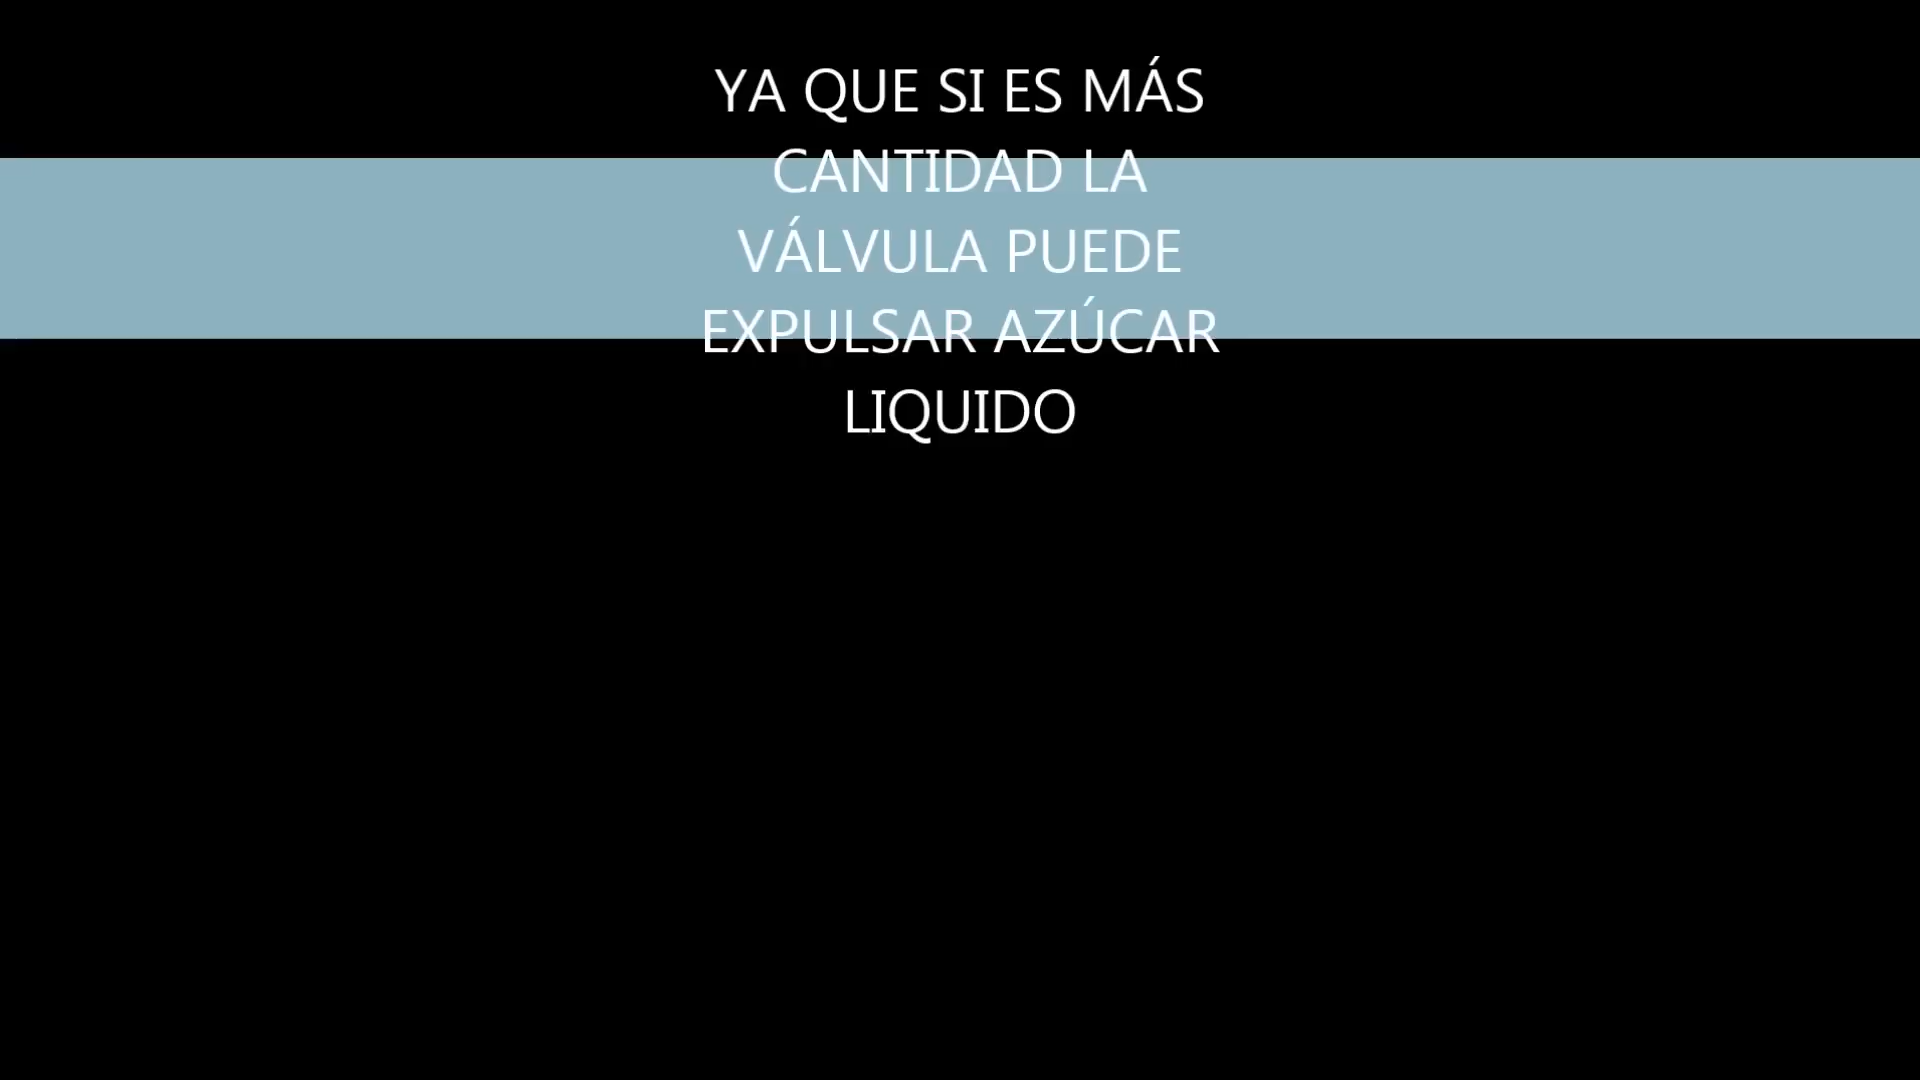 YA QUE SI ES MÁS
CANTIDAD LA
VÁLVULA PUEDE
EXPULSAR AZÚCAR
LIQUIDO